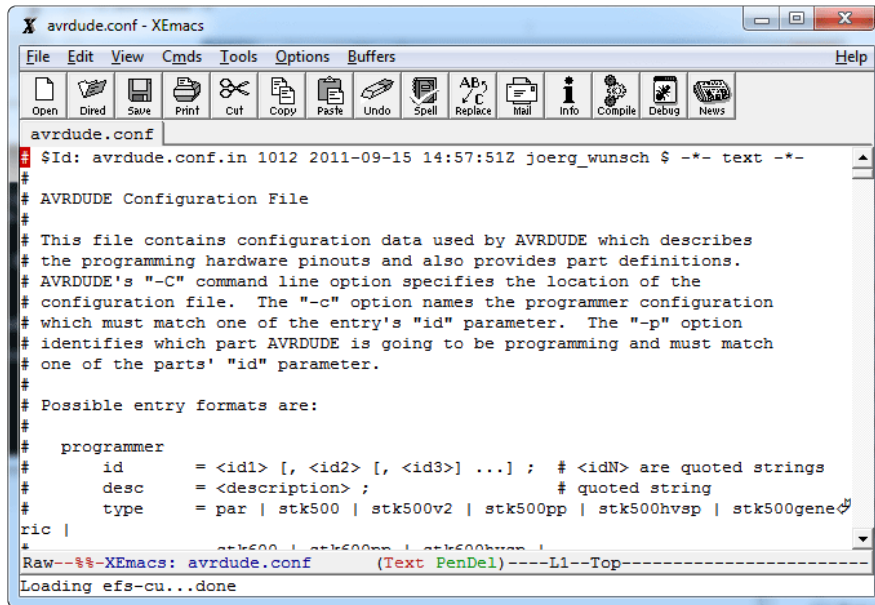 avrdude.conf - XEmacs
File Edit View Cmds Tools Options Buffers Help
Open Dired Save Print Cut Copy Paste Undo Spell Replace Mail Info Compile Debug News
avrdude.conf
# $Id: avrdude.conf.in 1012 2011-09-15 14:57:51Z joerg_wunsch $ -*- text -*-
#
# AVRDUDE Configuration File
#
# This file contains configuration data used by AVRDUDE which describes
# the programming hardware pinouts and also provides part definitions.
# AVRDUDE's "-C" command line option specifies the location of the
# configuration file.  The "-c" option names the programmer configuration
# which must match one of the entry's "id" parameter.  The "-p" option
# identifies which part AVRDUDE is going to be programming and must match
# one of the parts' "id" parameter.
#
# Possible entry formats are:
#
#   programmer
#       id       = <id1> [, <id2> [, <id3>] ...] ;  # <idN> are quoted strings
#       desc     = <description> ;                  # quoted string
#       type     = par | stk500 | stk500v2 | stk500pp | stk500hvsp | stk500gene
ric |
#                  stk600 | stk600pp | stk600hvsp |
Raw--%%-XEmacs: avrdude.conf      (Text PenDel)----L1--Top------------------------
Loading efs-cu...done